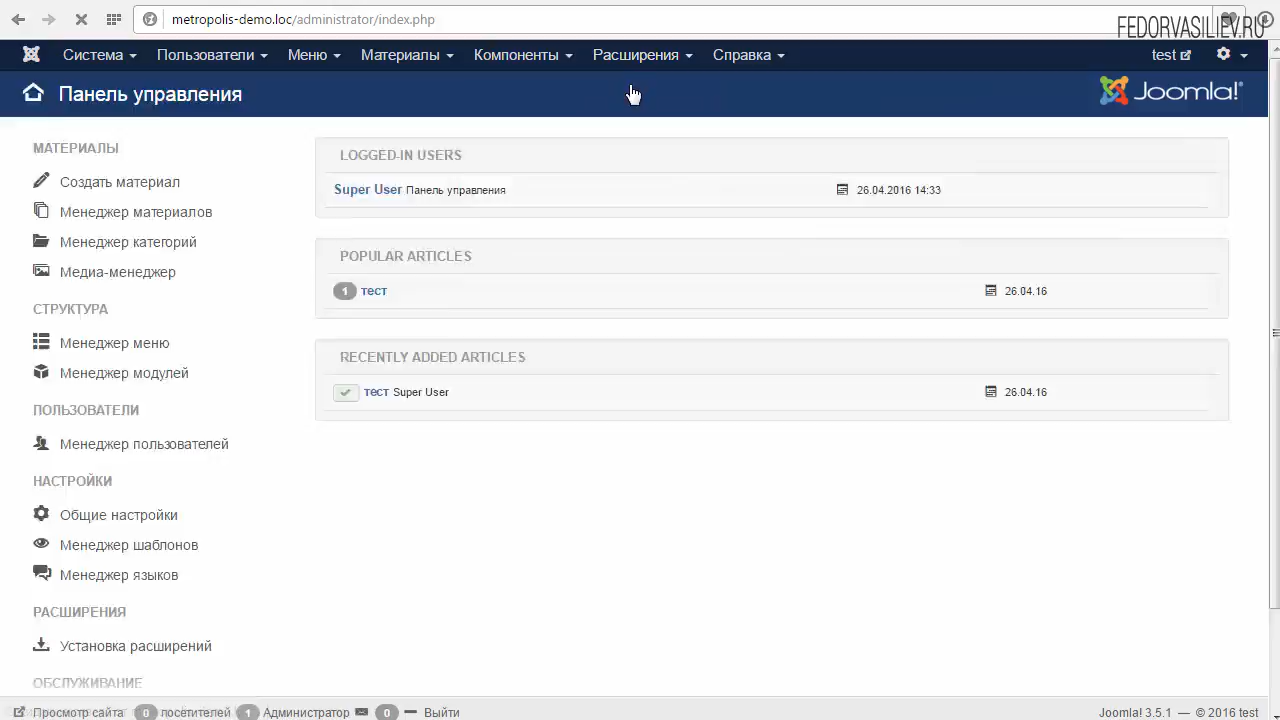 metropolis-demo.loc/administrator/index.php
FEDORVASILIEV.RU
Система Пользователи Меню Материалы Компоненты Расширения Справка test
Панель управления
Joomla!®
МАТЕРИАЛЫ
Создать материал
Менеджер материалов
Менеджер категорий
Медиа-менеджер
СТРУКТУРА
Менеджер меню
Менеджер модулей
ПОЛЬЗОВАТЕЛИ
Менеджер пользователей
НАСТРОЙКИ
Общие настройки
Менеджер шаблонов
Менеджер языков
РАСШИРЕНИЯ
Установка расширений
ОБСЛУЖИВАНИЕ
LOGGED-IN USERS
Super User Панель управления 26.04.2016 14:33
POPULAR ARTICLES
1 тест 26.04.16
RECENTLY ADDED ARTICLES
тест Super User 26.04.16
Просмотр сайта 0 посетителей 1 Администратор 0 Выйти
Joomla! 3.5.1 — © 2016 test